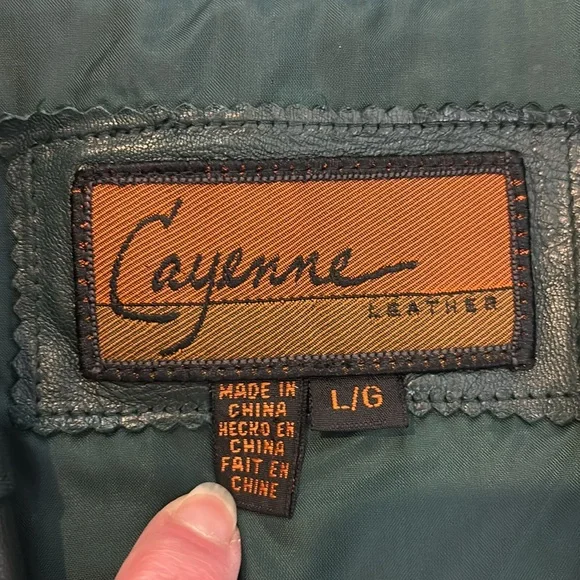 Cayenne
LEATHER
MADE IN
CHINA
HECHO EN
CHINA
FAIT EN
CHINE
L/G